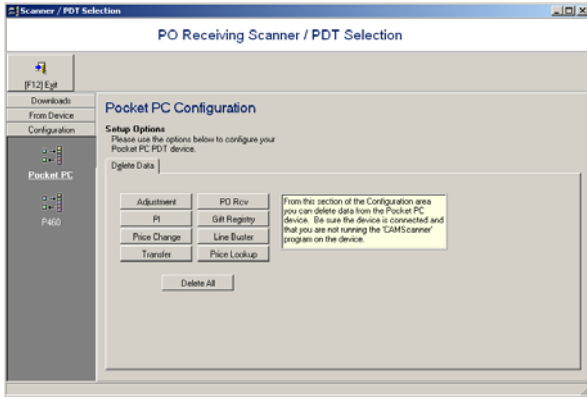 Scanner / PDT Selection
PO Receiving Scanner / PDT Selection
[F12] Exit
Downloads
From Device
Configuration
Pocket PC
P460
Pocket PC Configuration
Setup Options
Please use the options below to configure your
Pocket PC PDT device.
Delete Data
Adjustment
PO Rcv
PI
Gift Registry
Price Change
Line Buster
Transfer
Price Lookup
Delete All
From this section of the Configuration area
you can delete data from the Pocket PC
device. Be sure the device is connected and
that you are not running the 'CAMScanner'
program on the device.